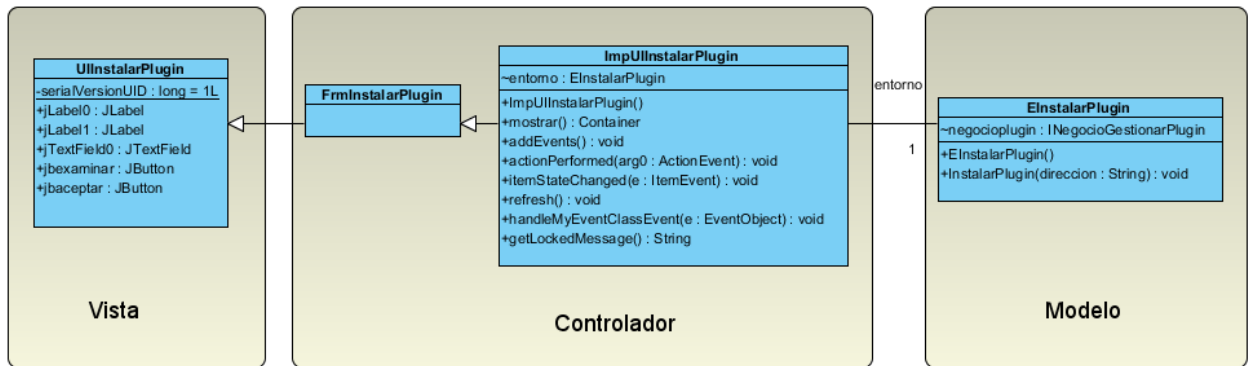 UIInstalarPlugin
-serialVersionUID : long = 1L
+jLabel0 : JLabel
+jLabel1 : JLabel
+jTextField0 : JTextField
+jbexaminar : JButton
+jbaceptar : JButton
Vista
FrmInstalarPlugin
ImpUIInstalarPlugin
~entorno : EInstalarPlugin
+ImpUIInstalarPlugin()
+mostrar() : Container
+addEvents() : void
+actionPerformed(arg0 : ActionEvent) : void
+itemStateChanged(e : ItemEvent) : void
+refresh() : void
+handleMyEventClassEvent(e : EventObject) : void
+getLockedMessage() : String
Controlador
entorno
1
EInstalarPlugin
~negocioplugin : INegocioGestionarPlugin
+EInstalarPlugin()
+InstalarPlugin(direccion : String) : void
Modelo